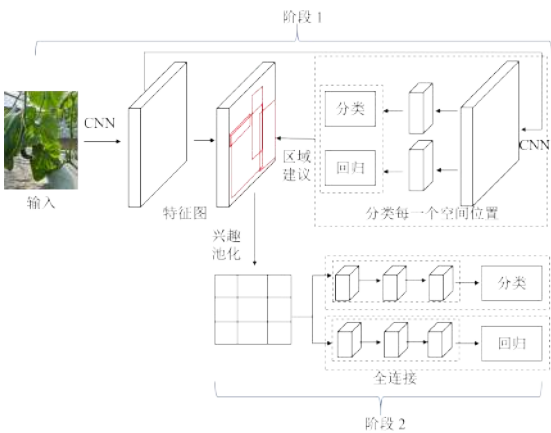 阶段 1
CNN
分类
回归
CNN
区域
建议
输入
特征图
分类每一个空间位置
兴趣
池化
分类
回归
全连接
阶段 2